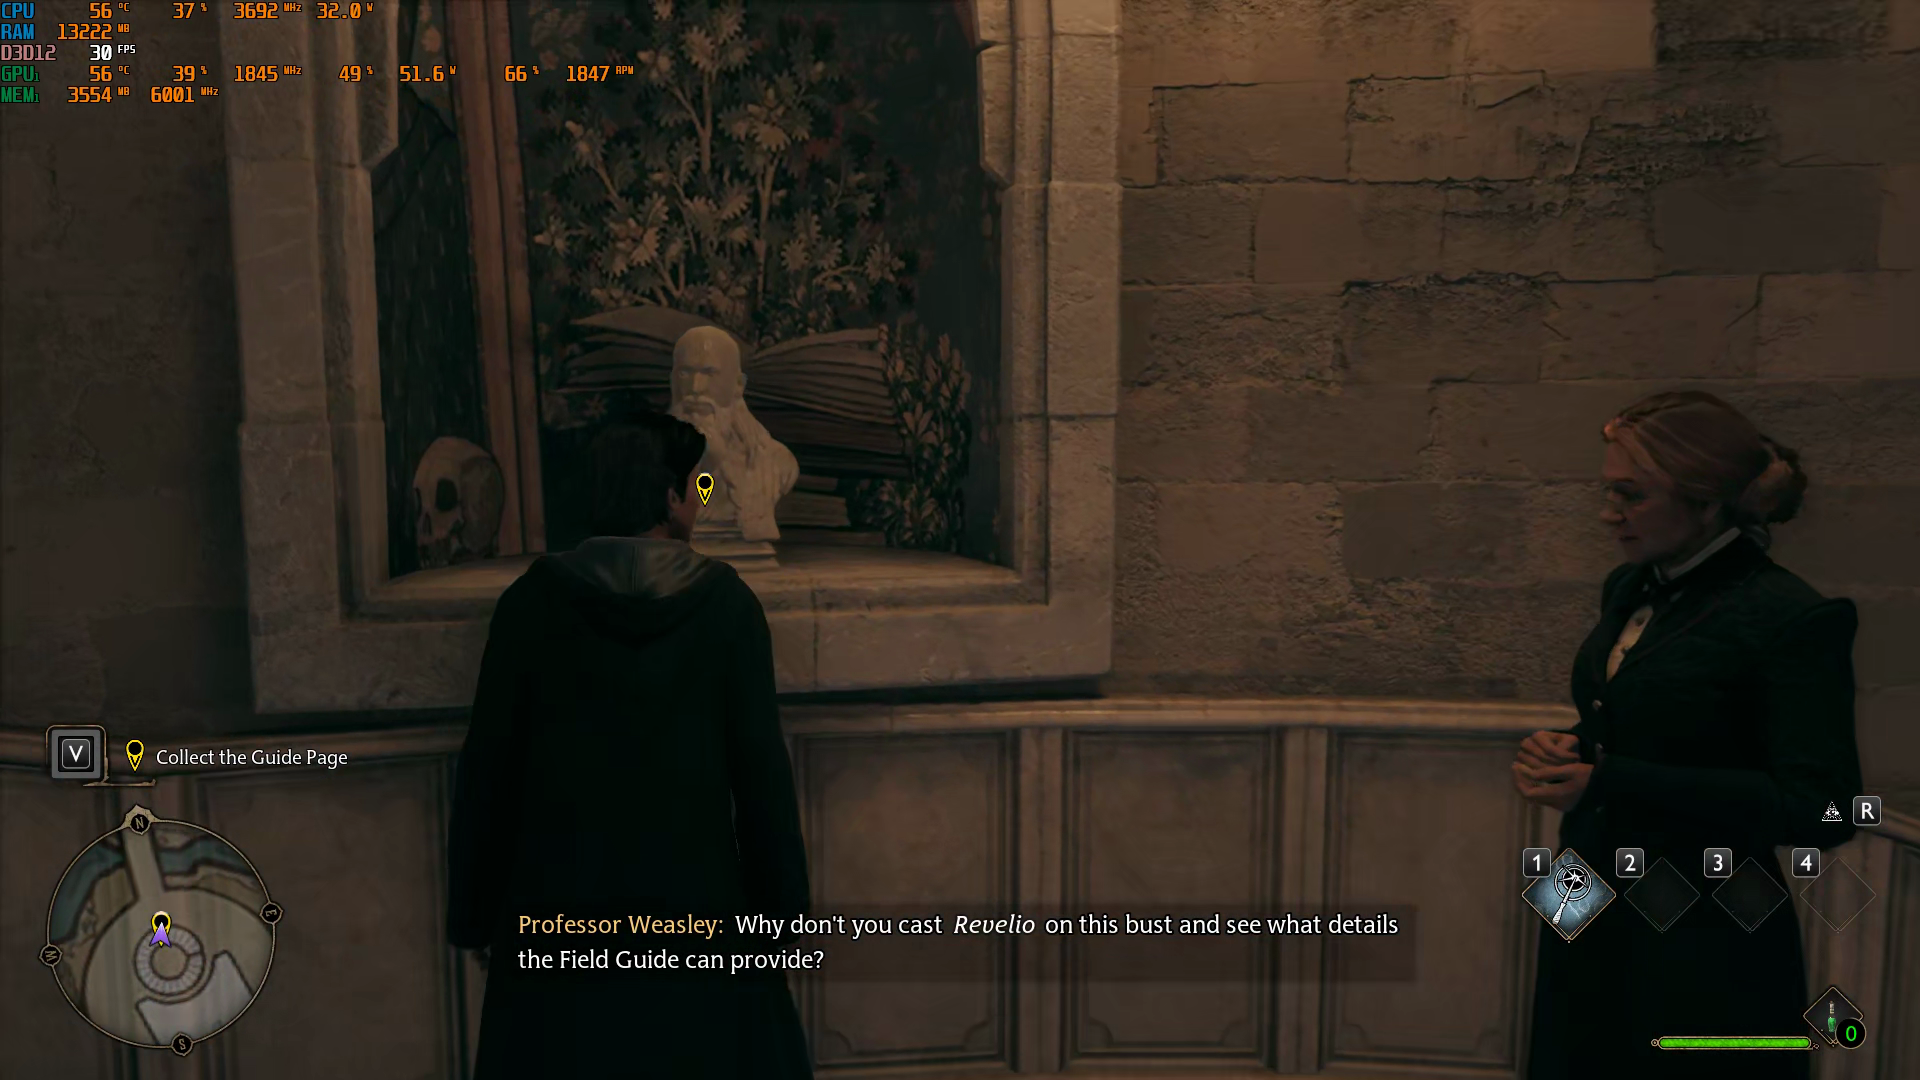 CPU 56 °C 37 % 3692 MHz 32.0 W
RAM 13222 MB
D3D12 30 FPS
GPU1 56 °C 39 % 1845 MHz 49 % 51.6 W 66 % 1847 RPM
MEM1 3554 MB 6001 MHz
V Collect the Guide Page
N
E
W
S
R
1 2 3 4
Professor Weasley: Why don't you cast Revelio on this bust and see what details
the Field Guide can provide?
0